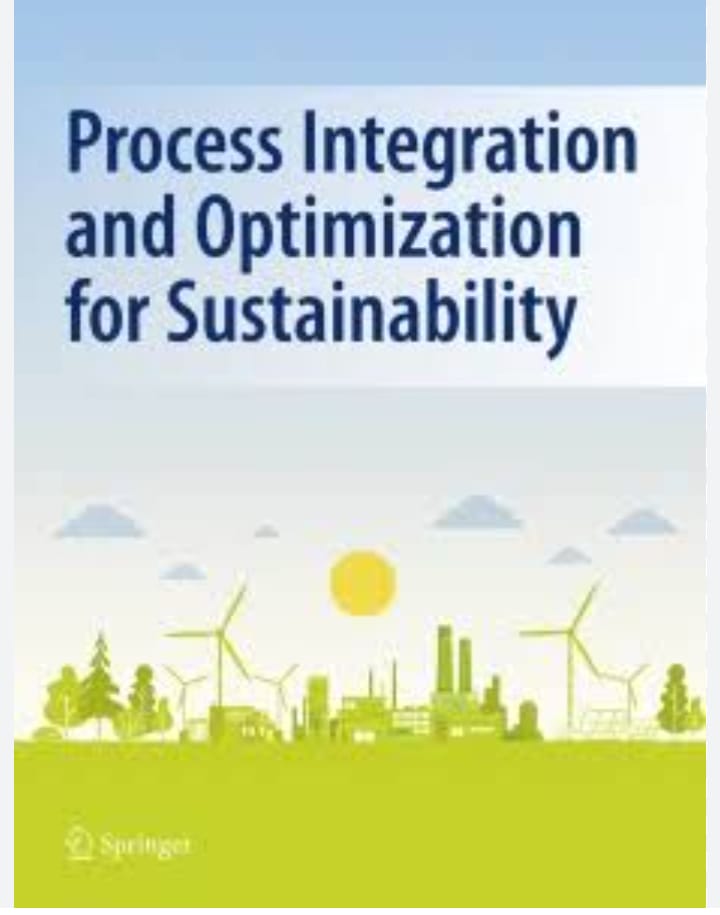 Process Integration
and Optimization
for Sustainability
Springer